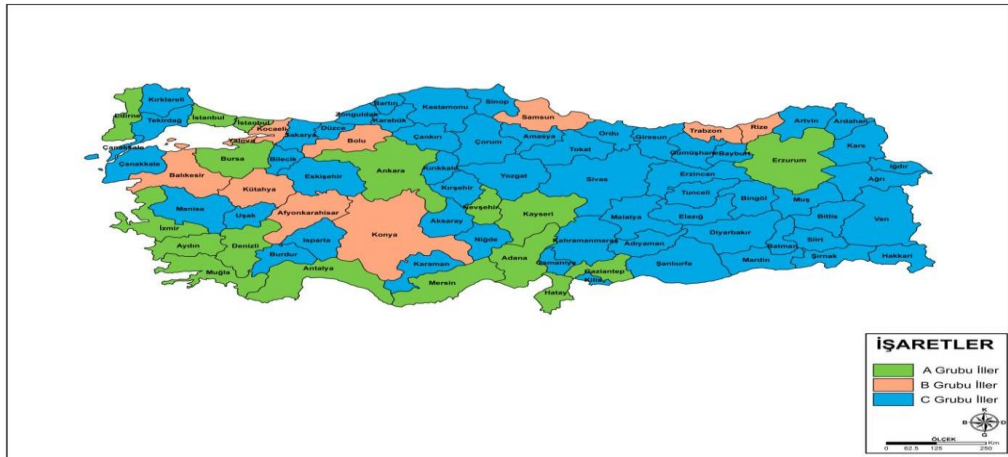 Kırklareli
Edirne
Tekirdağ
İstanbul
İstanbul
Kocaeli
Yalova
Sakarya
Düzce
Zonguldak
Bartın
Karabük
Kastamonu
Sinop
Samsun
Çanakkale
Çanakkale
Balıkesir
Bursa
Bilecik
Bolu
Çankırı
Çorum
Amasya
Ordu
Giresun
Trabzon
Rize
Artvin
Ardahan
Kars
Iğdır
Ağrı
Kütahya
Eskişehir
Ankara
Kırıkkale
Kırşehir
Yozgat
Tokat
Sivas
Gümüşhane
Bayburt
Erzincan
Erzurum
Tunceli
Bingöl
Muş
Bitlis
Van
Manisa
Uşak
Afyonkarahisar
İzmir
Aydın
Denizli
Muğla
Burdur
Isparta
Antalya
Konya
Aksaray
Nevşehir
Kayseri
Niğde
Karaman
Mersin
Adana
Kahramanmaraş
Malatya
Elazığ
Adıyaman
Diyarbakır
Batman
Siirt
Şırnak
Hakkari
Mardin
Şanlıurfa
Osmaniye
Gaziantep
Kilis
Hatay
İŞARETLER
A Grubu İller
B Grubu İller
C Grubu İller
K
B D
G
ÖLÇEK
Km
0 62.5 125 250